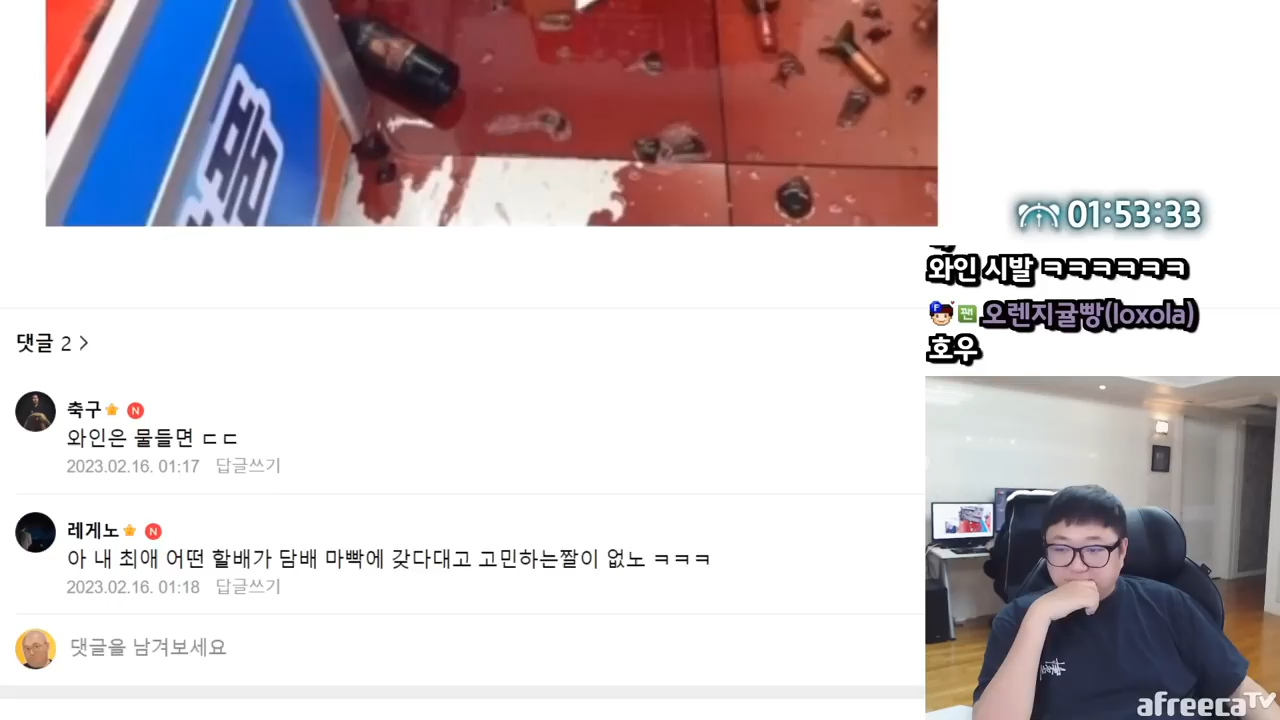 폼
01:53:33
와인 시발 ㅋㅋㅋㅋㅋㅋ
팬 오렌지귤빵(loxola)
호우
댓글 2 >
축구 N
와인은 물들면 ㄷㄷ
2023.02.16. 01:17 답글쓰기
레게노 N
아 내 최애 어떤 할배가 담배 마빡에 갖다대고 고민하는짤이 없노 ㅋㅋㅋ
2023.02.16. 01:18 답글쓰기
댓글을 남겨보세요
afreecaTV